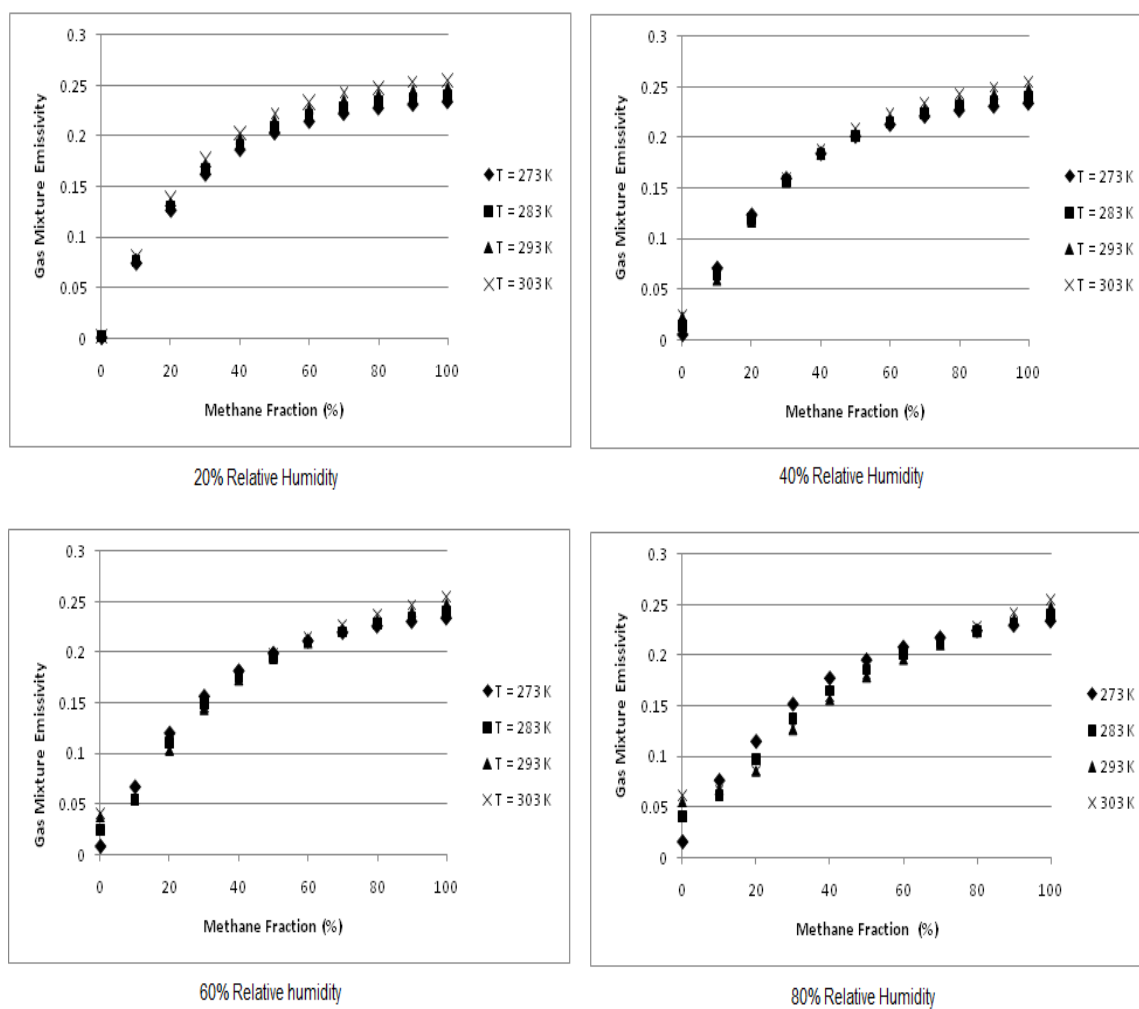 0.3
0.25
0.2
0.15
0.1
0.05
0
Gas Mixture Emissivity
0 20 40 60 80 100
Methane Fraction (%)
T = 273 K
T = 283 K
T = 293 K
T = 303 K
20% Relative Humidity
0.3
0.25
0.2
0.15
0.1
0.05
0
Gas Mixture Emissivity
0 20 40 60 80 100
Methane Fraction (%)
T = 273 K
T = 283 K
T = 293 K
T = 303 K
40% Relative Humidity
0.3
0.25
0.2
0.15
0.1
0.05
0
Gas Mixture Emissivity
0 20 40 60 80 100
Methane Fraction (%)
T = 273 K
T = 283 K
T = 293 K
T = 303 K
60% Relative humidity
0.3
0.25
0.2
0.15
0.1
0.05
0
Gas Mixture Emissivity
0 20 40 60 80 100
Methane Fraction (%)
273 K
283 K
293 K
303 K
80% Relative Humidity